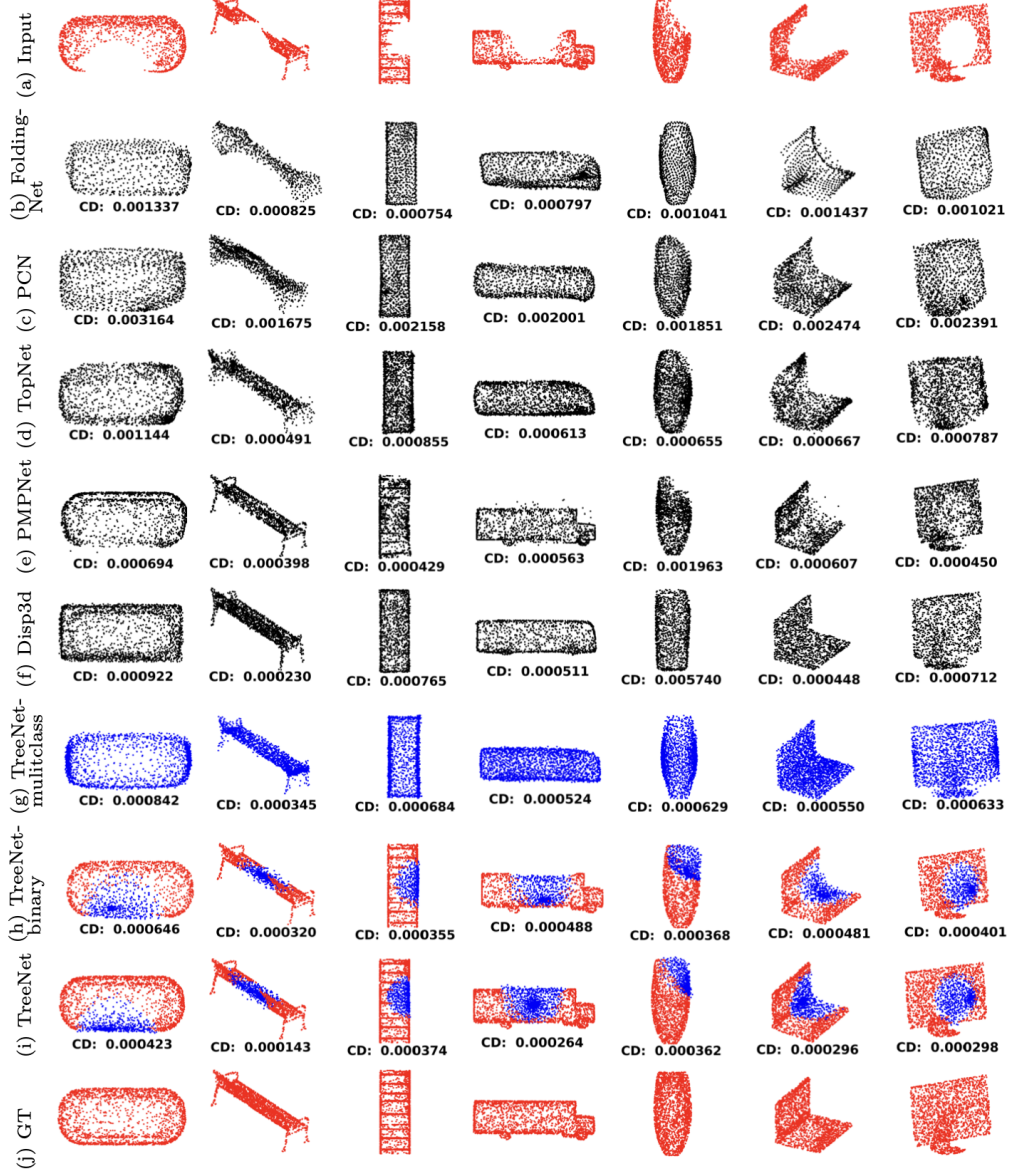 (a) Input
(b) Folding-
Net
CD: 0.001337 CD: 0.000825 CD: 0.000754 CD: 0.000797 CD: 0.001041 CD: 0.001437 CD: 0.001021
(c) PCN
CD: 0.003164 CD: 0.001675 CD: 0.002158 CD: 0.002001 CD: 0.001851 CD: 0.002474 CD: 0.002391
(d) TopNet
CD: 0.001144 CD: 0.000491 CD: 0.000855 CD: 0.000613 CD: 0.000655 CD: 0.000667 CD: 0.000787
(e) PMPNet
CD: 0.000694 CD: 0.000398 CD: 0.000429 CD: 0.000563 CD: 0.001963 CD: 0.000607 CD: 0.000450
(f) Disp3d
CD: 0.000922 CD: 0.000230 CD: 0.000765 CD: 0.000511 CD: 0.005740 CD: 0.000448 CD: 0.000712
(g) TreeNet-
mulitclass
CD: 0.000842 CD: 0.000345 CD: 0.000684 CD: 0.000524 CD: 0.000629 CD: 0.000550 CD: 0.000633
(h) TreeNet-
binary
CD: 0.000646 CD: 0.000320 CD: 0.000355 CD: 0.000488 CD: 0.000368 CD: 0.000481 CD: 0.000401
(i) TreeNet
CD: 0.000423 CD: 0.000143 CD: 0.000374 CD: 0.000264 CD: 0.000362 CD: 0.000296 CD: 0.000298
(j) GT